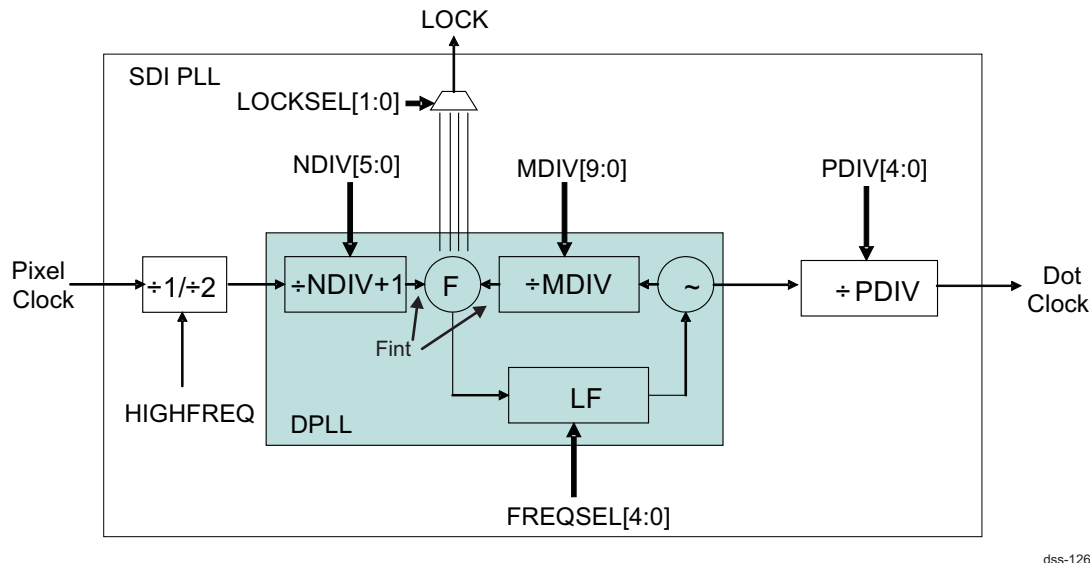 LOCK
SDI PLL
LOCKSEL[1:0]
NDIV[5:0]
MDIV[9:0]
PDIV[4:0]
Pixel
Clock
÷1/÷2
÷NDIV+1
F
÷MDIV
~
÷PDIV
Dot
Clock
Fint
HIGHFREQ
LF
DPLL
FREQSEL[4:0]
dss-126